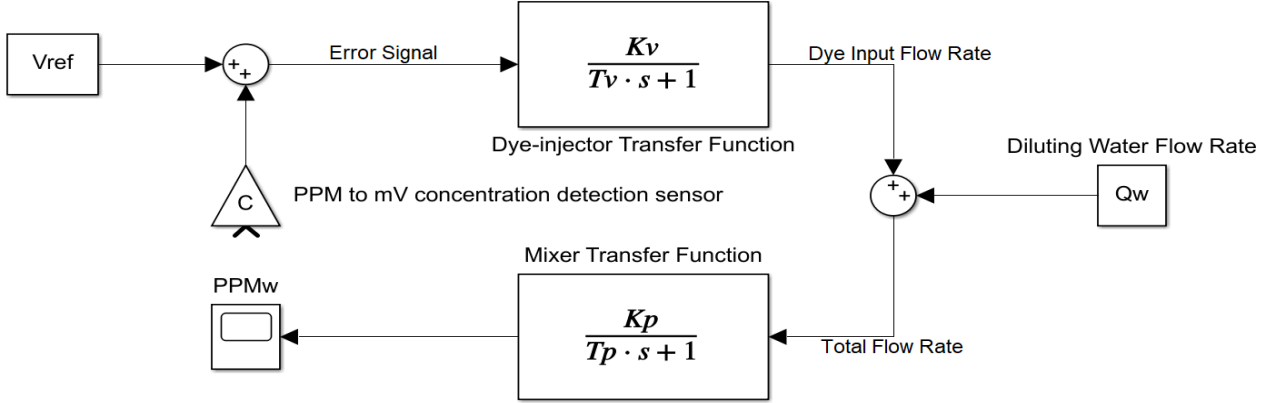 Vref
+
+
Error Signal
Kv
Tv · s + 1
Dye Input Flow Rate
Dye-injector Transfer Function
Diluting Water Flow Rate
C
PPM to mV concentration detection sensor
+
+
Qw
Mixer Transfer Function
PPMw
Kp
Tp · s + 1
Total Flow Rate